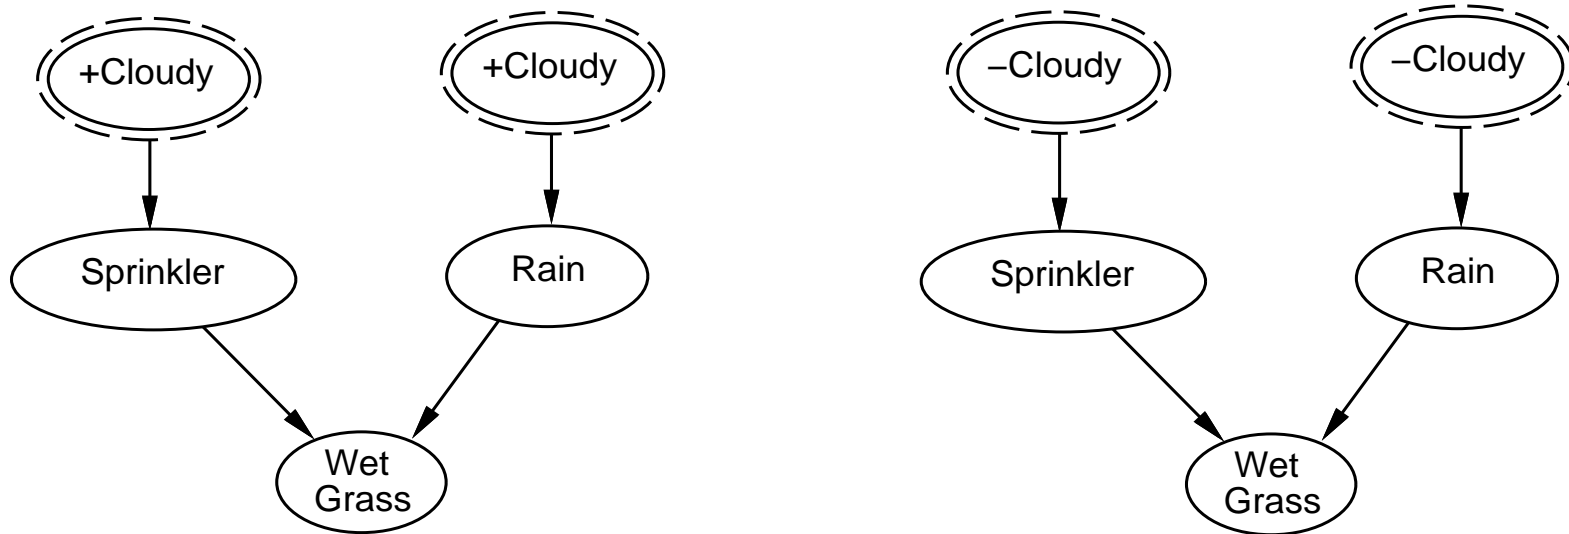 +Cloudy
+Cloudy
–Cloudy
–Cloudy
Sprinkler
Rain
Sprinkler
Rain
Wet
Grass
Wet
Grass